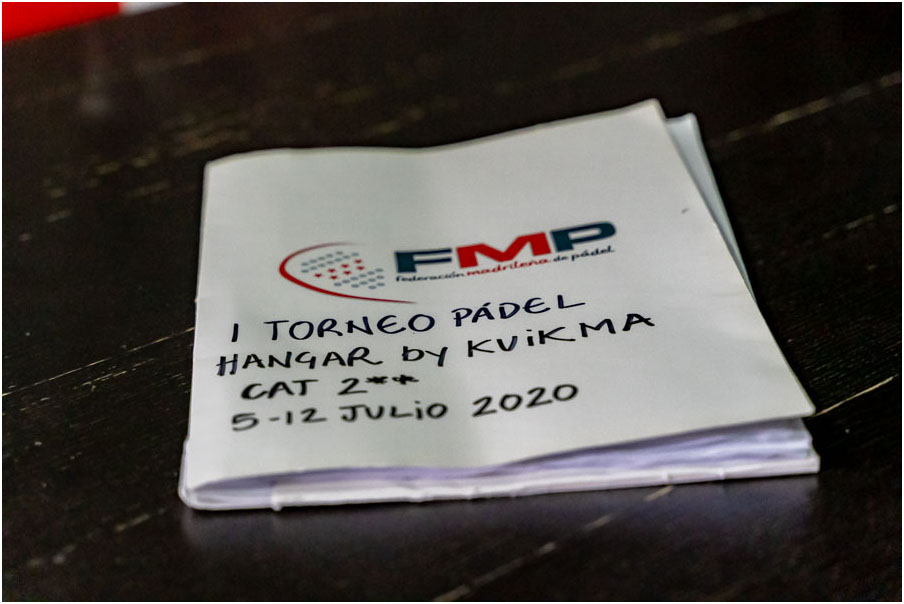 FMP
federación madrileña de pádel
I TORNEO PÁDEL
HANGAR by KUiKMA
CAT 2**
5-12 JULiO 2020